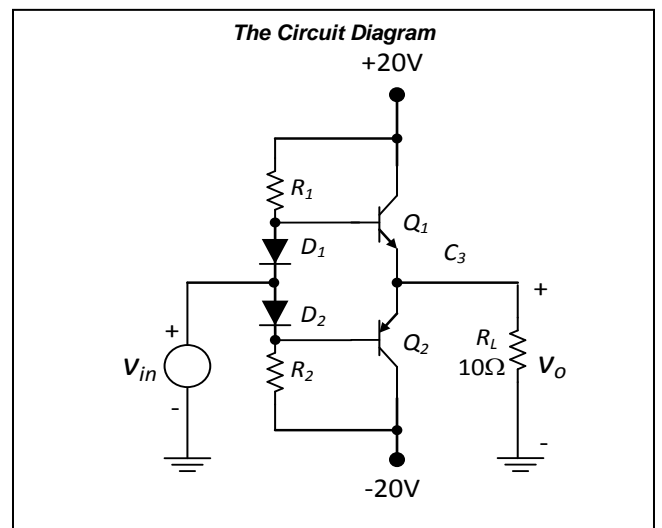 The Circuit Diagram
+20V
R1
Q1
D1
C3
+
+
D2
Vin
Q2
RL
10Ω
Vo
R2
-
-
-20V